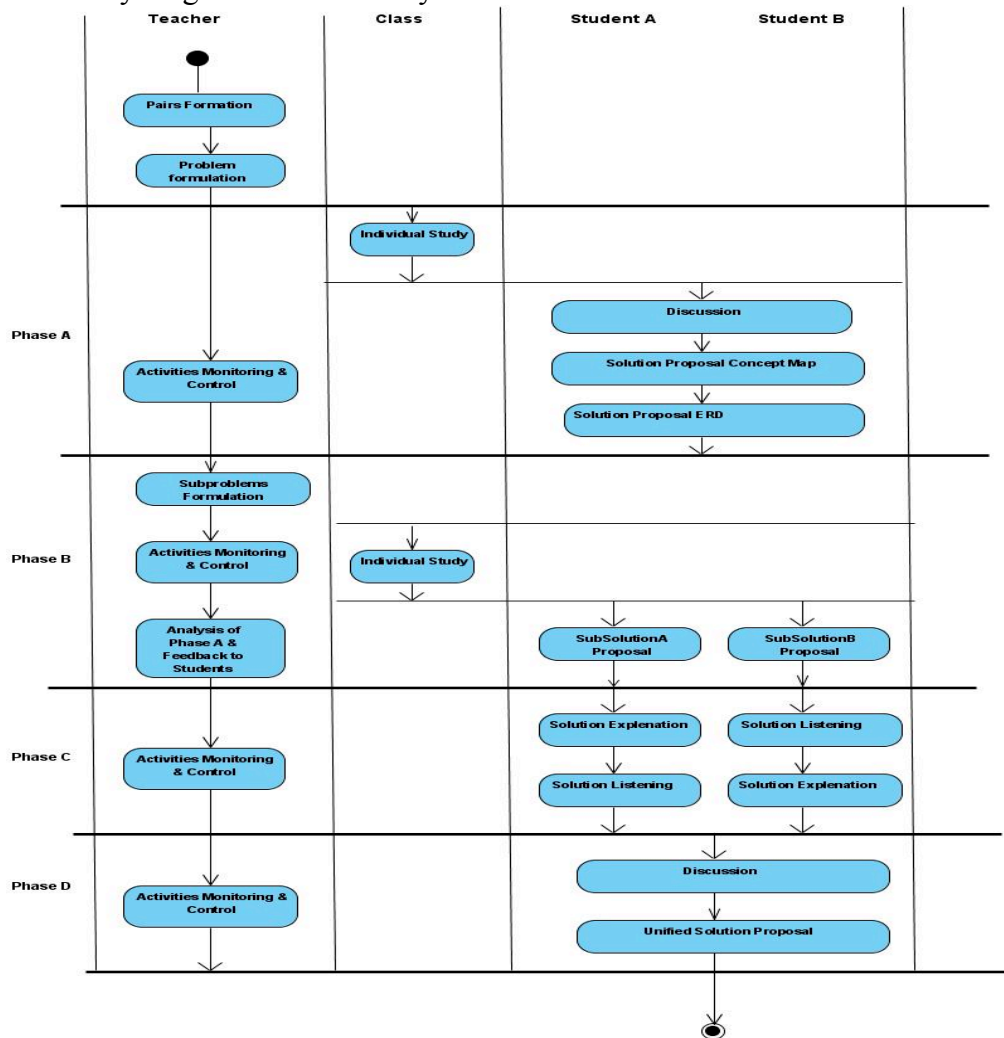 Teacher
Class
Student A
Student B
Pairs Formation
Problem
formulation
Individual Study
Discussion
Phase A
Solution Proposal Concept Map
Activities Monitoring &
Control
Solution Proposal ERD
Subproblems
Formulation
Phase B
Activities Monitoring
& Control
Individual Study
Analysis of
Phase A &
Feedback to
Students
SubSolutionA
Proposal
SubSolutionB
Proposal
Solution Explenation
Solution Listening
Phase C
Activities Monitoring
& Control
Solution Listening
Solution Explenation
Phase D
Discussion
Activities Monitoring &
Control
Unified Solution Proposal